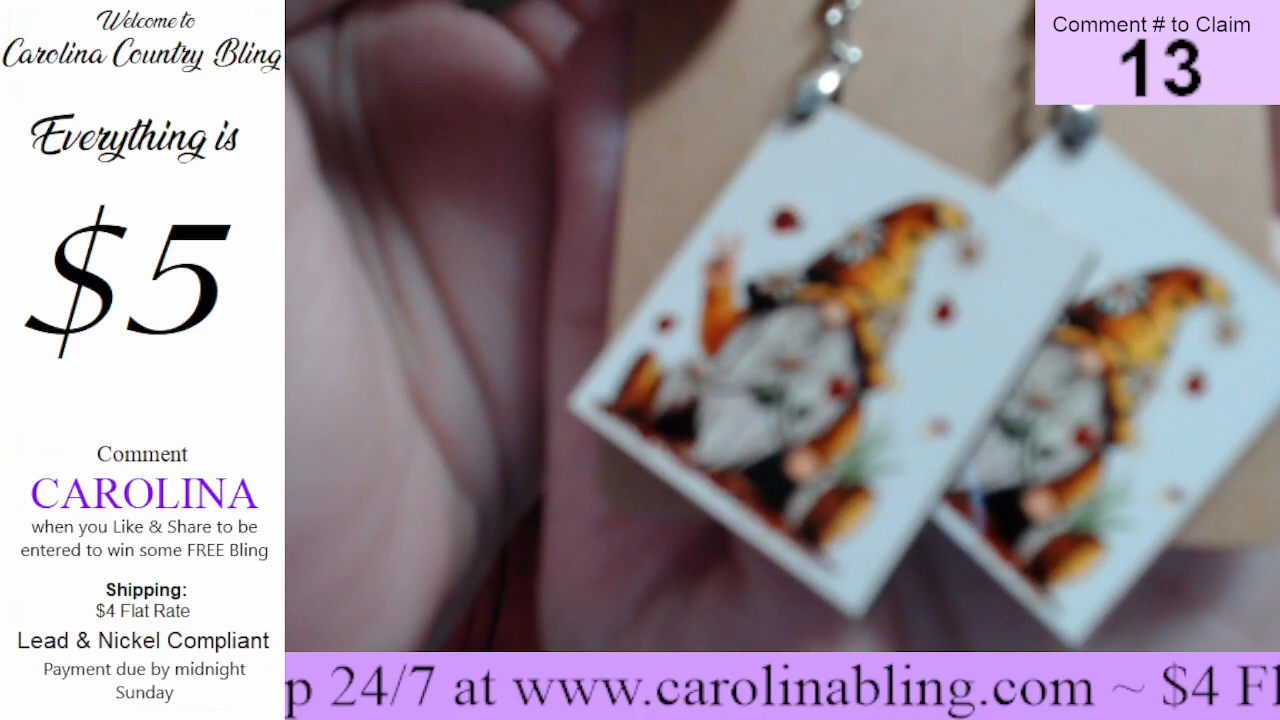 Welcome to
Carolina Country Bling
Everything is
$5
Comment
CAROLINA
when you Like & Share to be
entered to win some FREE Bling
Shipping:
$4 Flat Rate
Lead & Nickel Compliant
Payment due by midnight
Sunday
Comment # to Claim
13
p 24/7 at www.carolinabling.com ~ $4 Fl